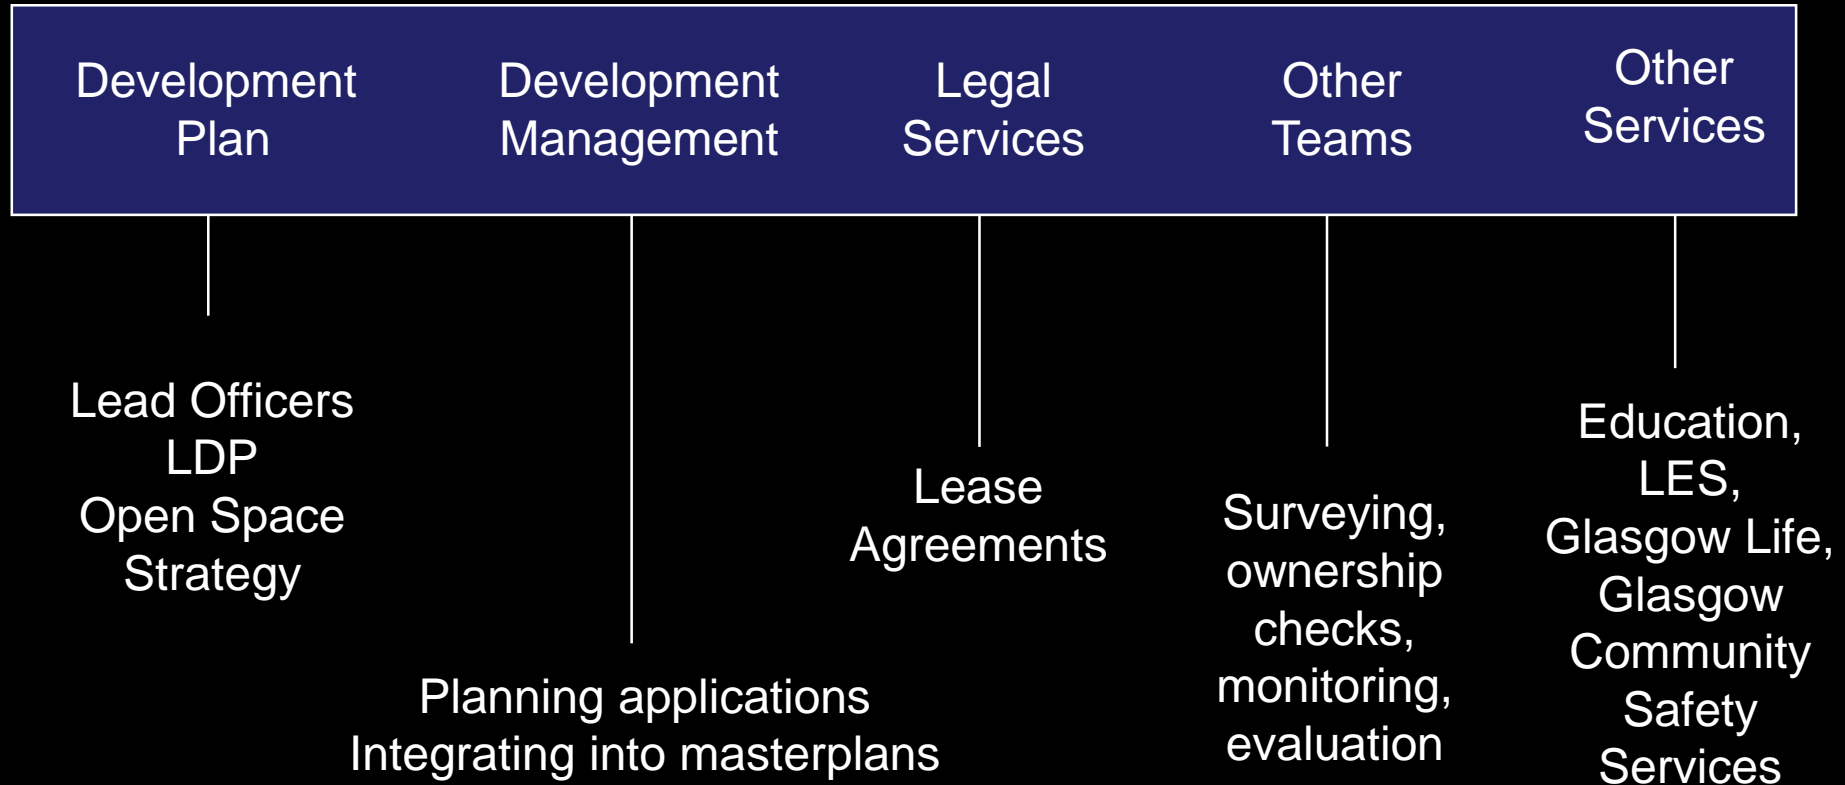 Development
Plan
Development
Management
Legal
Services
Other
Teams
Other
Services
Lead Officers
LDP
Open Space
Strategy
Planning applications
Integrating into masterplans
Lease
Agreements
Surveying,
ownership
checks,
monitoring,
evaluation
Education,
LES,
Glasgow Life,
Glasgow
Community
Safety
Services